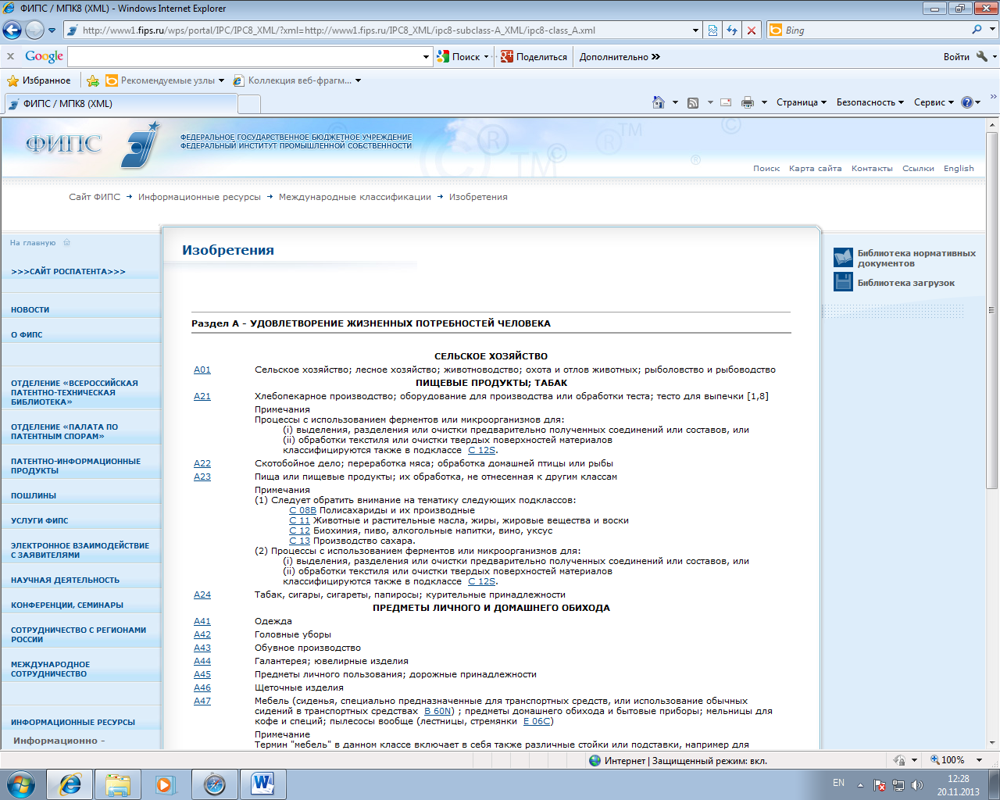 ФИПС / МПК8 (XML) - Windows Internet Explorer
http://www1.fips.ru/wps/portal/IPC/IPC8_XML/?xml=http://www1.fips.ru/IPC8_XML/ipc8-subclass-A_XML/ipc8-class_A.xml
Bing
x Google Поиск Поделиться Дополнительно Войти
Избранное Рекомендуемые узлы Коллекция веб-фрагм...
ФИПС / МПК8 (XML) Страница Безопасность Сервис
ФИПС
ФЕДЕРАЛЬНОЕ ГОСУДАРСТВЕННОЕ БЮДЖЕТНОЕ УЧРЕЖДЕНИЕ
ФЕДЕРАЛЬНЫЙ ИНСТИТУТ ПРОМЫШЛЕННОЙ СОБСТВЕННОСТИ
© © ® TM © ® TM © ®
Поиск Карта сайта Контакты Ссылки English
Сайт ФИПС → Информационные ресурсы → Международные классификации → Изобретения
На главную
>>>САЙТ РОСПАТЕНТА>>>
НОВОСТИ
О ФИПС
ОТДЕЛЕНИЕ «ВСЕРОССИЙСКАЯ
ПАТЕНТНО-ТЕХНИЧЕСКАЯ
БИБЛИОТЕКА»
ОТДЕЛЕНИЕ «ПАЛАТА ПО
ПАТЕНТНЫМ СПОРАМ»
ПАТЕНТНО-ИНФОРМАЦИОННЫЕ
ПРОДУКТЫ
ПОШЛИНЫ
УСЛУГИ ФИПС
ЭЛЕКТРОННОЕ ВЗАИМОДЕЙСТВИЕ
С ЗАЯВИТЕЛЯМИ
НАУЧНАЯ ДЕЯТЕЛЬНОСТЬ
КОНФЕРЕНЦИИ, СЕМИНАРЫ
СОТРУДНИЧЕСТВО С РЕГИОНАМИ
РОССИИ
МЕЖДУНАРОДНОЕ
СОТРУДНИЧЕСТВО
ИНФОРМАЦИОННЫЕ РЕСУРСЫ
Информационно -
Изобретения
Раздел A - УДОВЛЕТВОРЕНИЕ ЖИЗНЕННЫХ ПОТРЕБНОСТЕЙ ЧЕЛОВЕКА
СЕЛЬСКОЕ ХОЗЯЙСТВО
A01 Сельское хозяйство; лесное хозяйство; животноводство; охота и отлов животных; рыболовство и рыбоводство
ПИЩЕВЫЕ ПРОДУКТЫ; ТАБАК
A21 Хлебопекарное производство; оборудование для производства или обработки теста; тесто для выпечки [1,8]
Примечания
Процессы с использованием ферментов или микроорганизмов для:
(i) выделения, разделения или очистки предварительно полученных соединений или составов, или
(ii) обработки текстиля или очистки твердых поверхностей материалов
классифицируются также в подклассе C 12S.
A22 Скотобойное дело; переработка мяса; обработка домашней птицы или рыбы
A23 Пища или пищевые продукты; их обработка, не отнесенная к другим классам
Примечания
(1) Следует обратить внимание на тематику следующих подклассов:
C 08B Полисахариды и их производные
C 11 Животные и растительные масла, жиры, жировые вещества и воски
C 12 Биохимия, пиво, алкогольные напитки, вино, уксус
C 13 Производство сахара.
(2) Процессы с использованием ферментов или микроорганизмов для:
(i) выделения, разделения или очистки предварительно полученных соединений или составов, или
(ii) обработки текстиля или очистки твердых поверхностей материалов
классифицируются также в подклассе C 12S.
A24 Табак, сигары, сигареты, папиросы; курительные принадлежности
ПРЕДМЕТЫ ЛИЧНОГО И ДОМАШНЕГО ОБИХОДА
A41 Одежда
A42 Головные уборы
A43 Обувное производство
A44 Галантерея; ювелирные изделия
A45 Предметы личного пользования; дорожные принадлежности
A46 Щеточные изделия
A47 Мебель (сиденья, специально предназначенные для транспортных средств, или использование обычных
сидений в транспортных средствах B 60N) ; предметы домашнего обихода и бытовые приборы; мельницы для
кофе и специй; пылесосы вообще (лестницы, стремянки E 06C)
Примечание
Термин "мебель" в данном классе включает в себя также различные стойки или подставки, например для
Библиотека нормативных
документов
Библиотека загрузок
Интернет | Защищенный режим: вкл. 100%
EN 12:28
20.11.2013